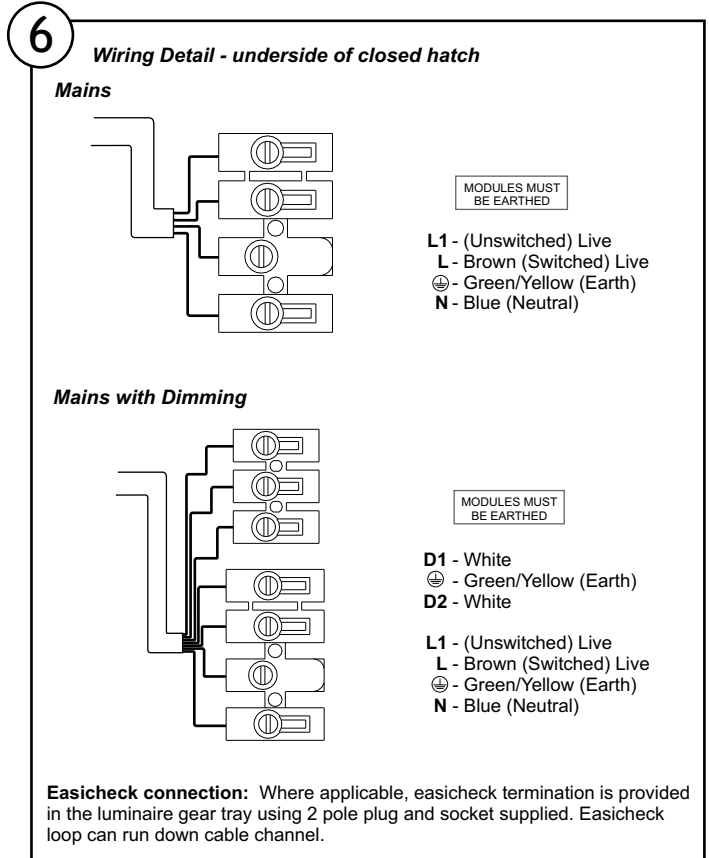 6
Wiring Detail - underside of closed hatch
Mains
MODULES MUST
BE EARTHED
L1 - (Unswitched) Live
L - Brown (Switched) Live
⏚ - Green/Yellow (Earth)
N - Blue (Neutral)
Mains with Dimming
MODULES MUST
BE EARTHED
D1 - White
⏚ - Green/Yellow (Earth)
D2 - White
L1 - (Unswitched) Live
L - Brown (Switched) Live
⏚ - Green/Yellow (Earth)
N - Blue (Neutral)
Easicheck connection: Where applicable, easicheck termination is provided
in the luminaire gear tray using 2 pole plug and socket supplied. Easicheck
loop can run down cable channel.